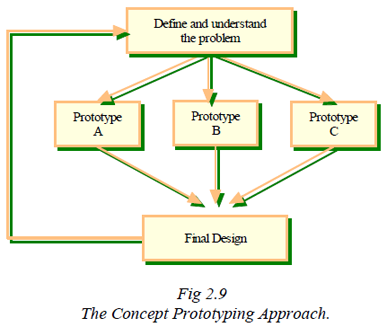 Define and understand
the problem
Prototype
A
Prototype
B
Prototype
C
Final Design
Fig 2.9
The Concept Prototyping Approach.